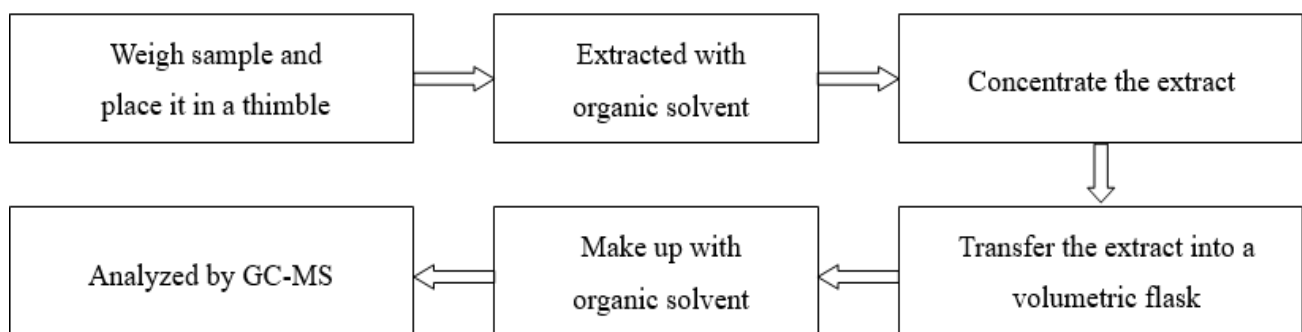 Weigh sample and
place it in a thimble
Extracted with
organic solvent
Concentrate the extract
Transfer the extract into a
volumetric flask
Make up with
organic solvent
Analyzed by GC-MS